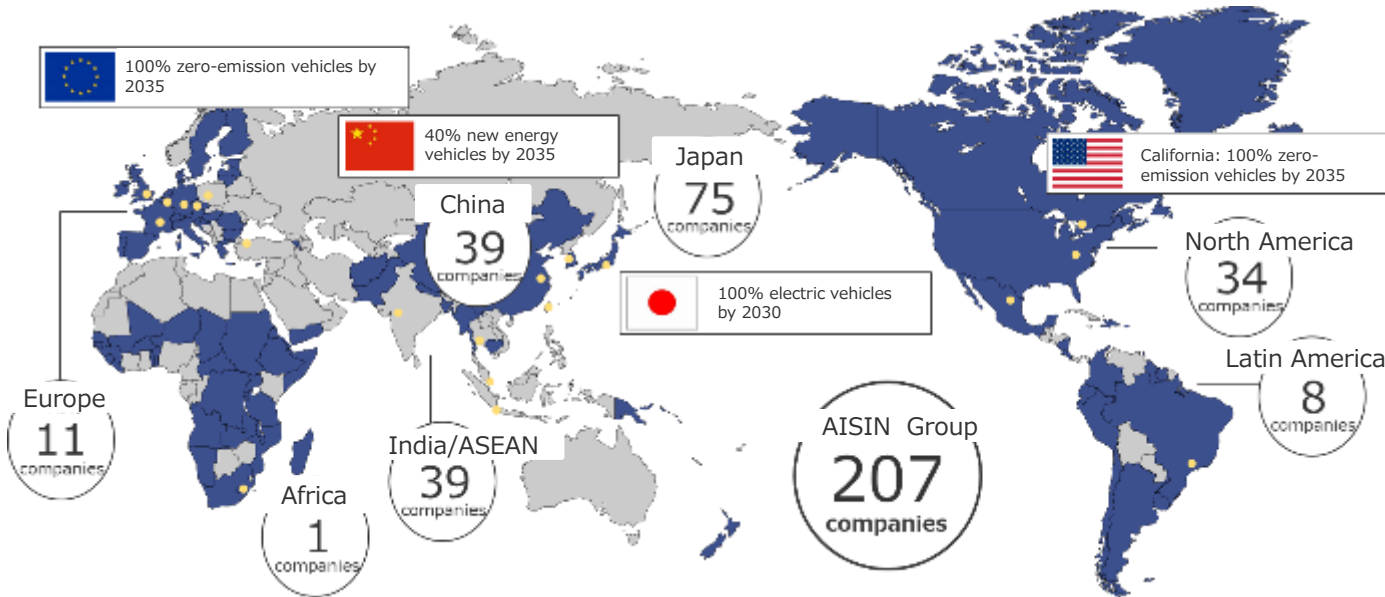 100% zero-emission vehicles by
2035
40% new energy
vehicles by 2035
Japan
75
companies
California: 100% zero-
emission vehicles by 2035
China
39
companies
North America
34
companies
100% electric vehicles
by 2030
Latin America
8
companies
Europe
11
companies
India/ASEAN
39
companies
AISIN Group
207
companies
Africa
1
companies